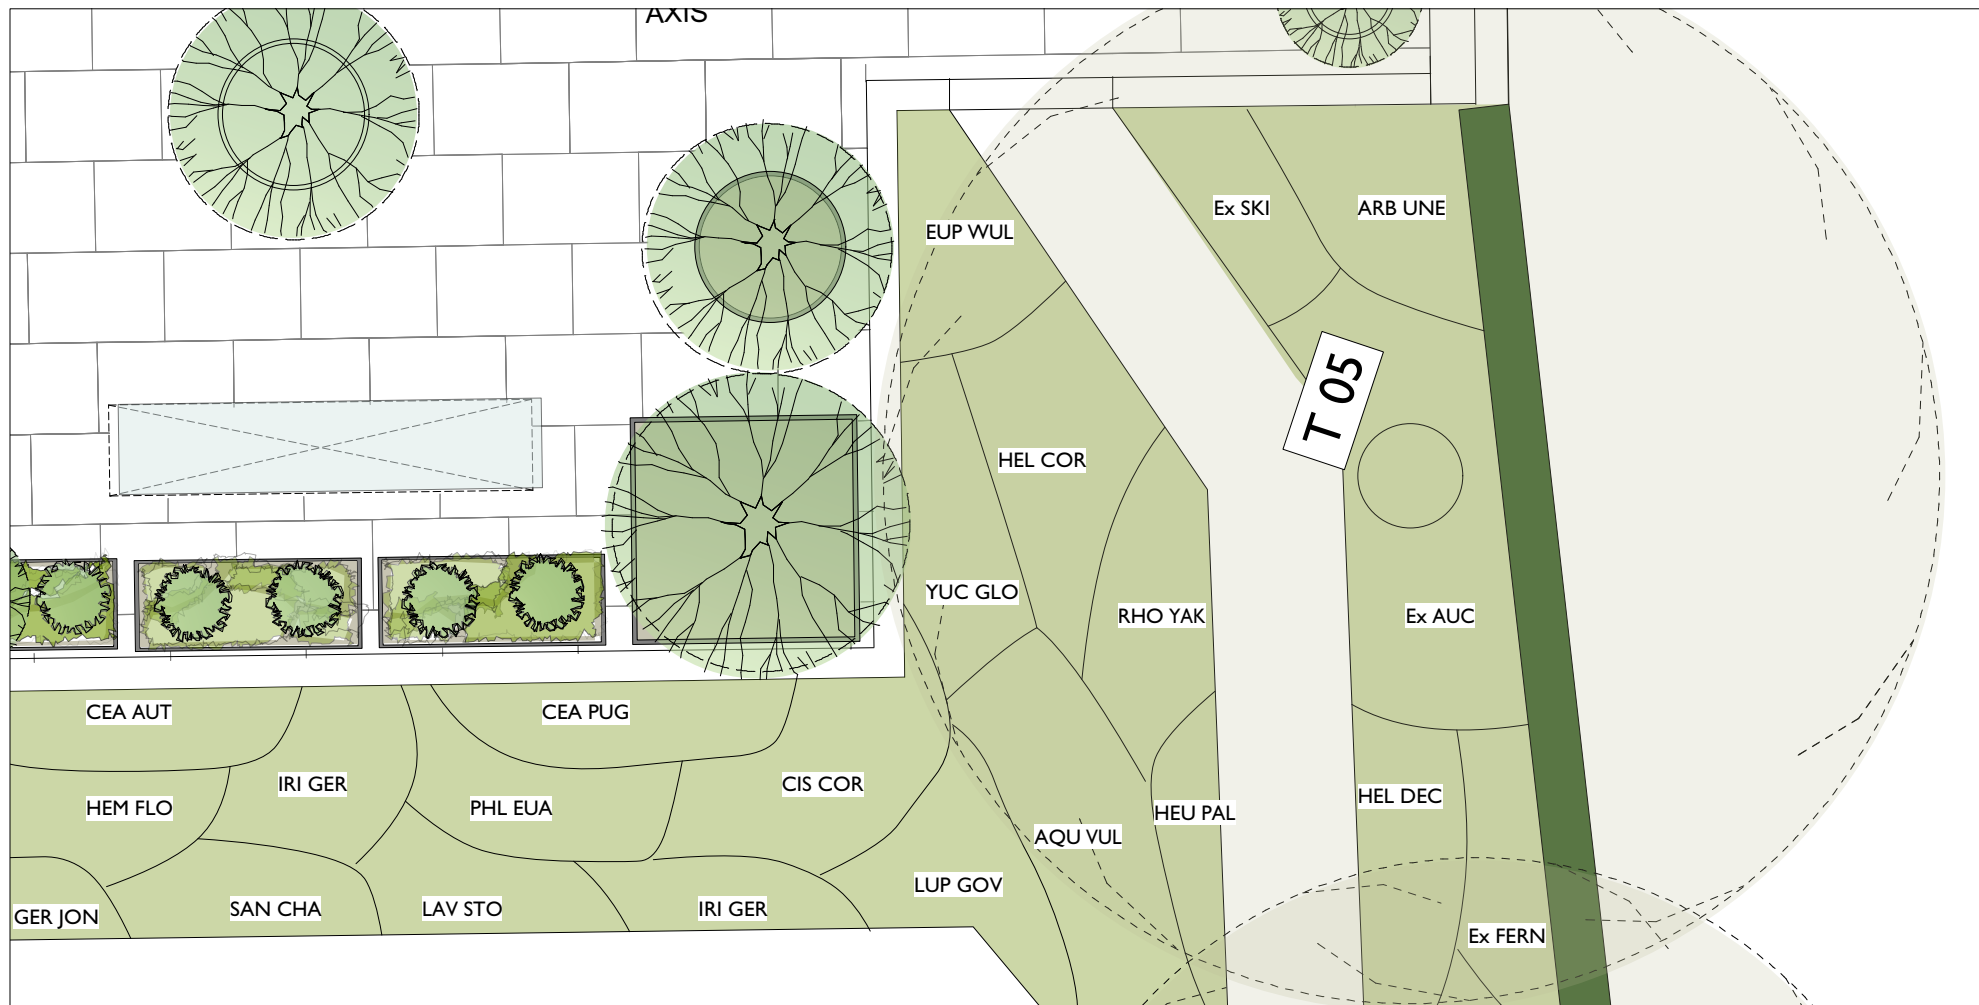 AXIS
Ex SKI
ARB UNE
EUP WUL
T 05
HEL COR
YUC GLO
RHO YAK
Ex AUC
CEA AUT
CEA PUG
IRI GER
CIS COR
HEL DEC
HEM FLO
PHL EUA
HEU PAL
AQU VUL
LUP GOV
GER JON
SAN CHA
LAV STO
IRI GER
Ex FERN